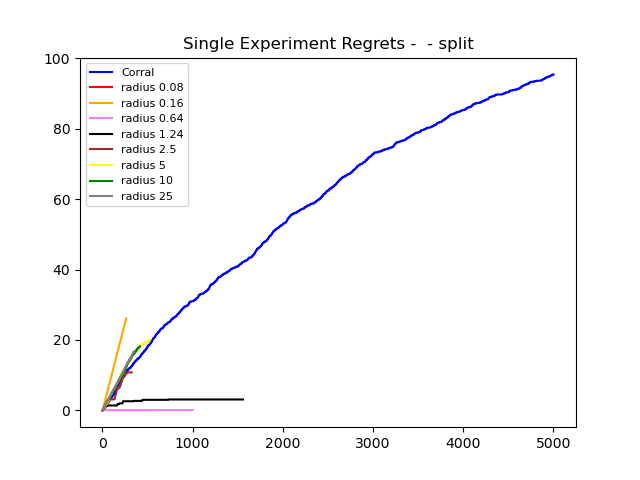 Single Experiment Regrets -  - split
100
80
60
40
20
0
Corral
radius 0.08
radius 0.16
radius 0.64
radius 1.24
radius 2.5
radius 5
radius 10
radius 25
0 1000 2000 3000 4000 5000